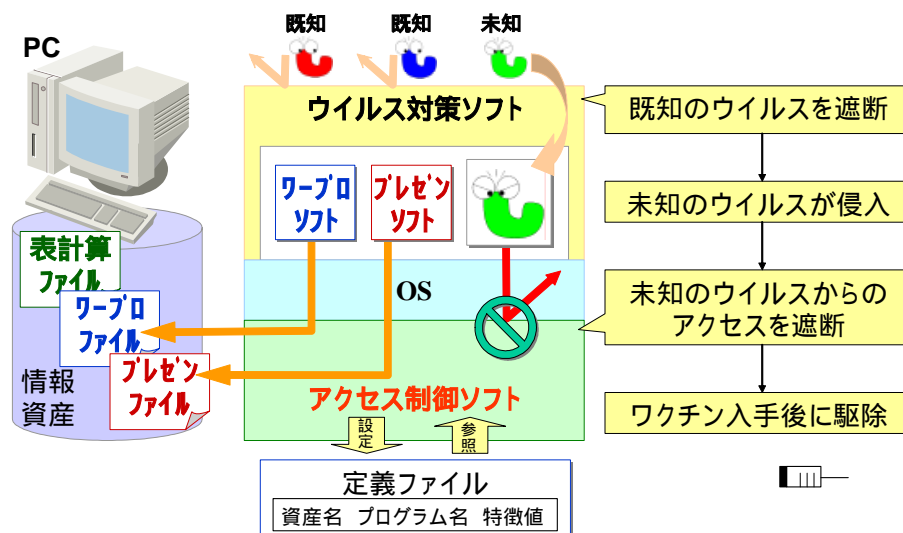 既知
既知
未知
PC
ウイルス対策ソフト
既知のウイルスを遮断
ワープロ
ソフト
プレゼン
ソフト
未知のウイルスが侵入
表計算
ファイル
OS
ワープロ
ファイル
未知のウイルスからの
アクセスを遮断
プレゼン
ファイル
情報
資産
アクセス制御ソフト
ワクチン入手後に駆除
設定
参照
定義ファイル
資産名 プログラム名 特徴値